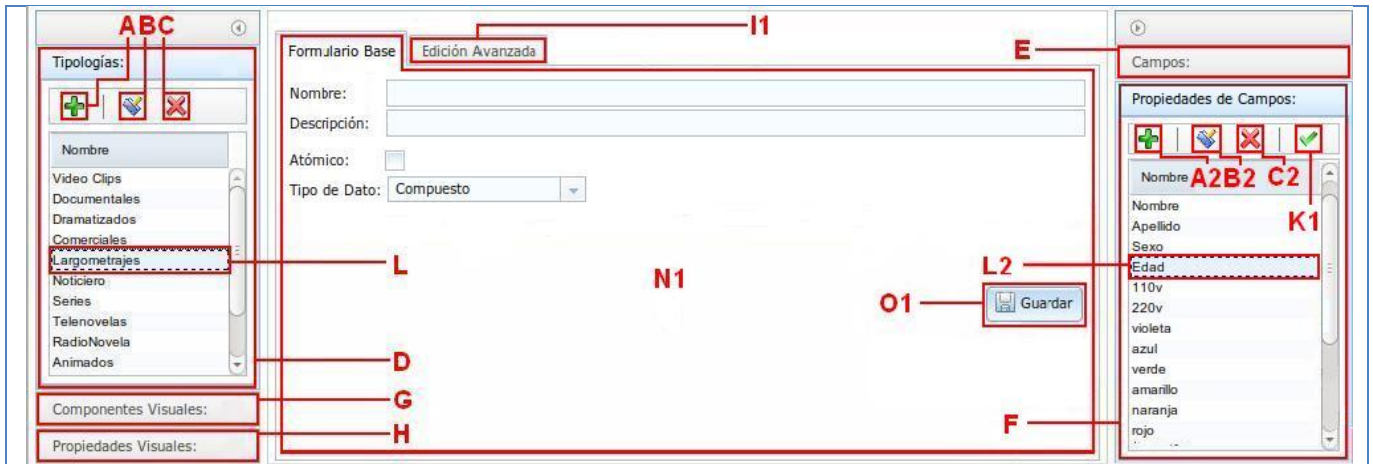 ABC
Tipologías:
Nombre
Video Clips
Documentales
Dramatizados
Comerciales
Largometrajes
Noticiero
Series
Telenovelas
RadioNovela
Animados
Componentes Visuales:
Propiedades Visuales:
L
D
G
H
I1
Formulario Base
Edición Avanzada
Nombre:
Descripción:
Atómico:
Tipo de Dato: Compuesto
N1
O1
Guardar
E
Campos:
Propiedades de Campos:
A2B2 C2
K1
Nombre
Nombre
Apellido
Sexo
L2
Edad
110v
220v
violeta
azul
verde
amarillo
naranja
F
rojo